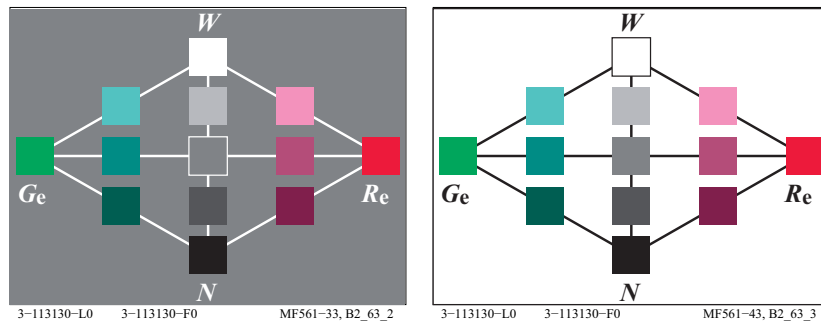 W
Ge
Re
N
3-113130-L0 3-113130-F0 MF561-33, B2_63_2
W
Ge
Re
N
3-113130-L0 3-113130-F0 MF561-43, B2_63_3